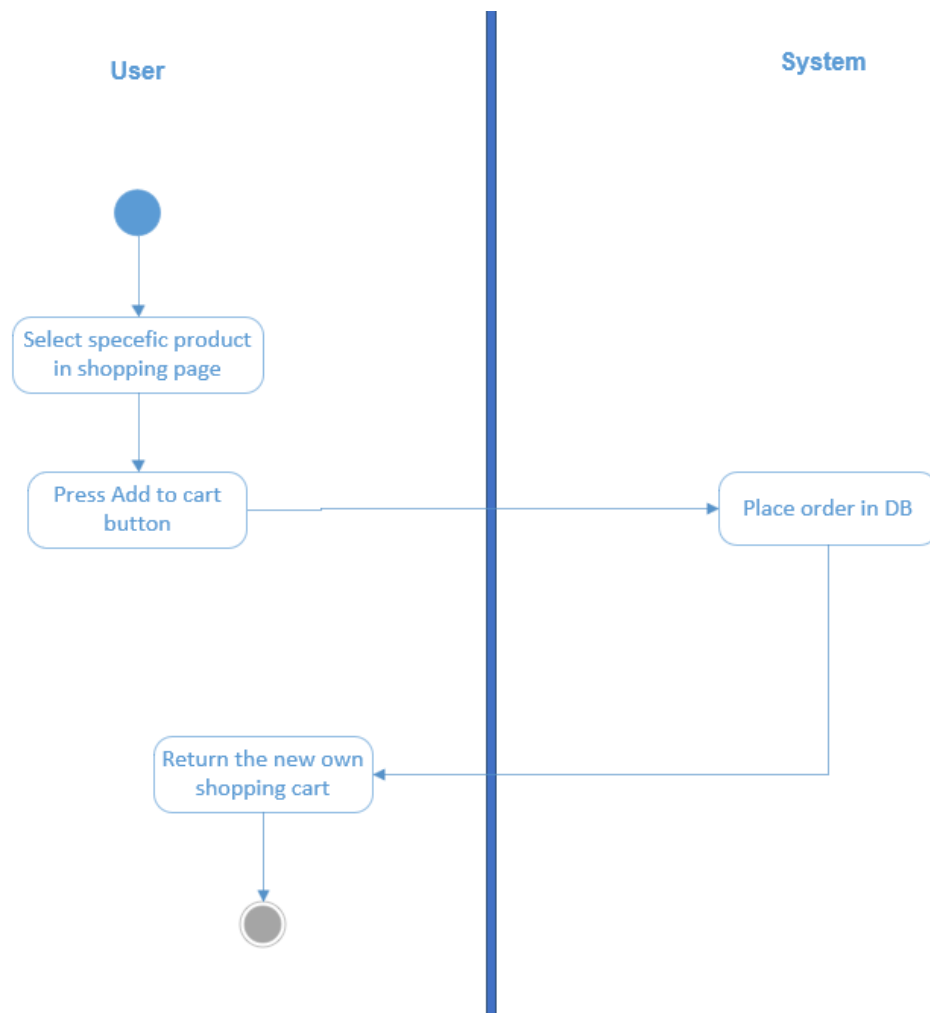 User
System
Select specefic product
in shopping page
Press Add to cart
button
Place order in DB
Return the new own
shopping cart